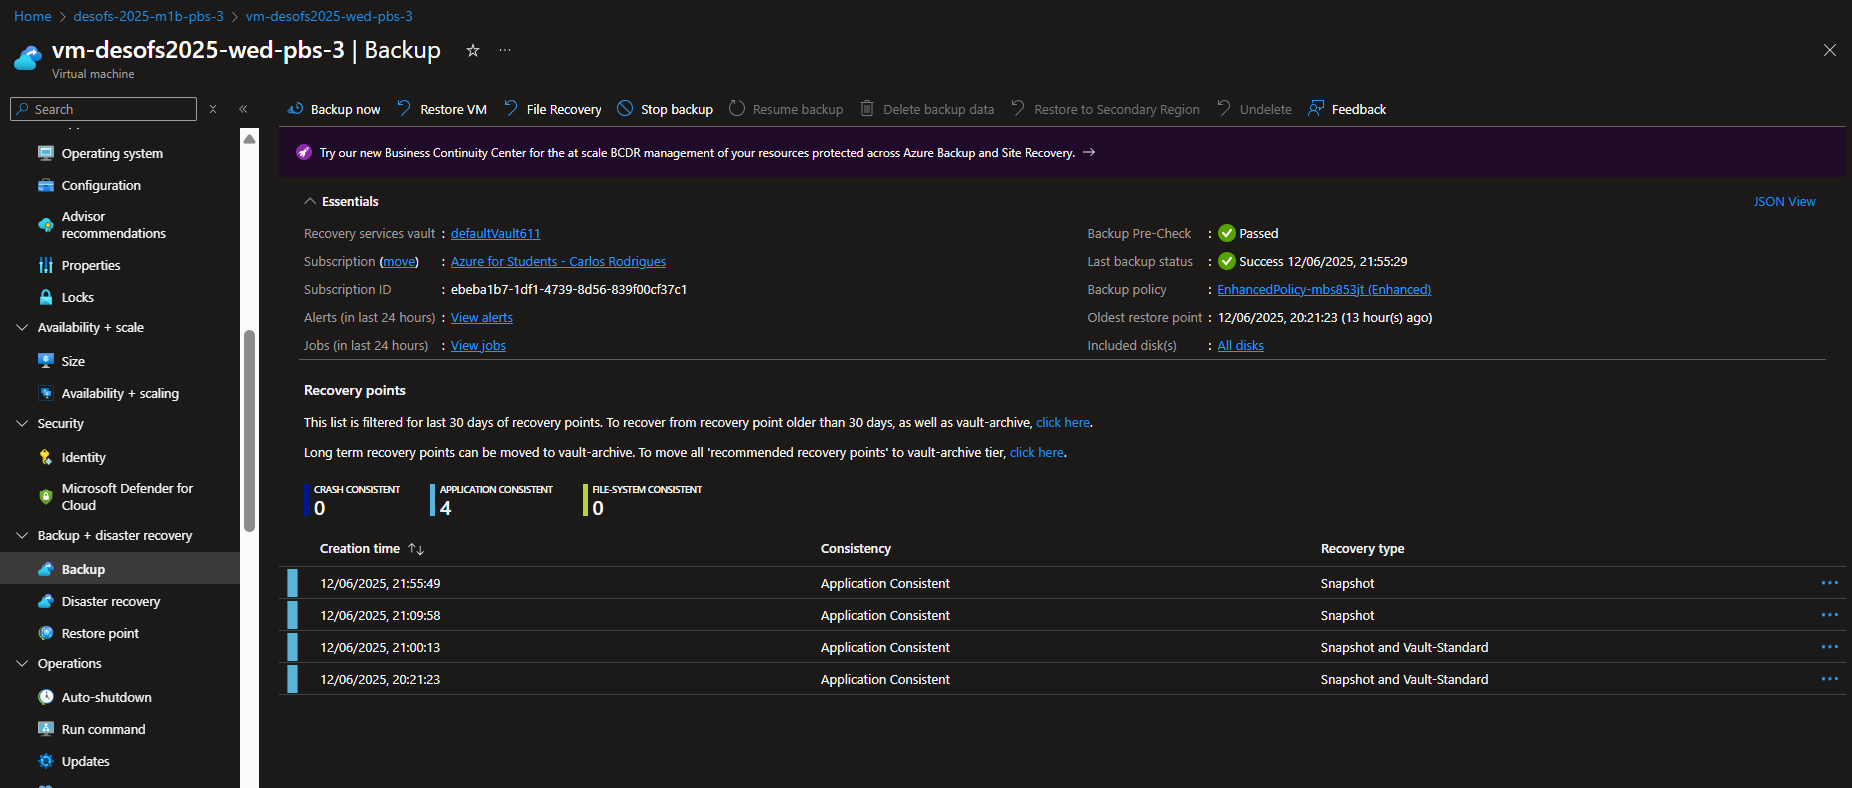 Home > desofs-2025-m1b-pbs-3 > vm-desofs2025-wed-pbs-3
vm-desofs2025-wed-pbs-3 | Backup
Virtual machine
Search
Operating system
Configuration
Advisor recommendations
Properties
Locks
Availability + scale
Size
Availability + scaling
Security
Identity
Microsoft Defender for Cloud
Backup + disaster recovery
Backup
Disaster recovery
Restore point
Operations
Auto-shutdown
Run command
Updates
Backup now Restore VM File Recovery Stop backup Resume backup Delete backup data Restore to Secondary Region Undelete Feedback
Try our new Business Continuity Center for the at scale BCDR management of your resources protected across Azure Backup and Site Recovery. →
Essentials JSON View
Recovery services vault : defaultVault611
Subscription (move) : Azure for Students - Carlos Rodrigues
Subscription ID : ebeba1b7-1df1-4739-8d56-839f00cf37c1
Alerts (in last 24 hours) : View alerts
Jobs (in last 24 hours) : View jobs
Backup Pre-Check : Passed
Last backup status : Success 12/06/2025, 21:55:29
Backup policy : EnhancedPolicy-mbs853jt (Enhanced)
Oldest restore point : 12/06/2025, 20:21:23 (13 hour(s) ago)
Included disk(s) : All disks
Recovery points
This list is filtered for last 30 days of recovery points. To recover from recovery point older than 30 days, as well as vault-archive, click here.
Long term recovery points can be moved to vault-archive. To move all 'recommended recovery points' to vault-archive tier, click here.
CRASH CONSISTENT APPLICATION CONSISTENT FILE-SYSTEM CONSISTENT
0 4 0
Creation time ↑↓ Consistency Recovery type
12/06/2025, 21:55:49 Application Consistent Snapshot
12/06/2025, 21:09:58 Application Consistent Snapshot
12/06/2025, 21:00:13 Application Consistent Snapshot and Vault-Standard
12/06/2025, 20:21:23 Application Consistent Snapshot and Vault-Standard